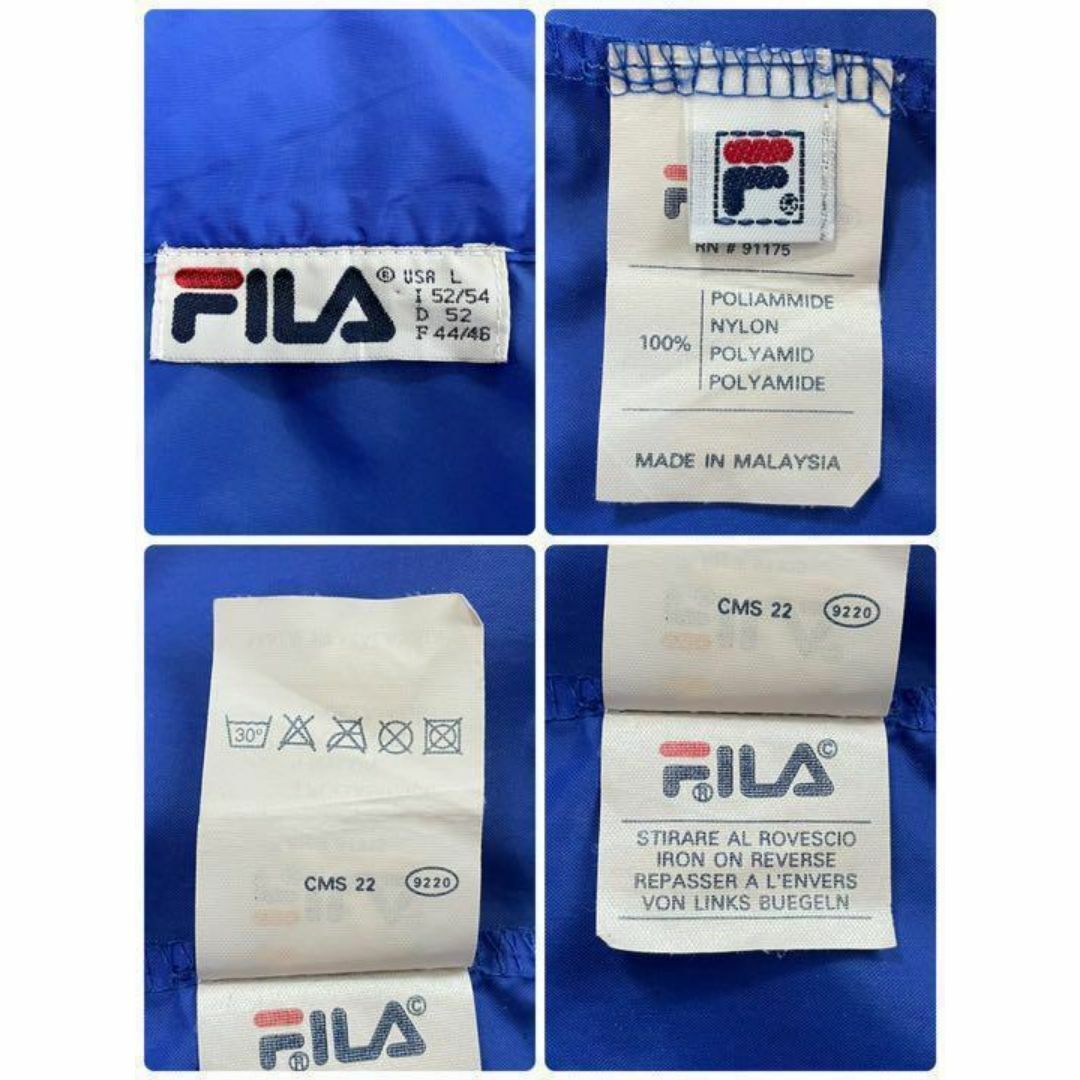 FILA® USA L
I 52/54
D 52
F 44/46
F
RN # 91175
100%
POLIAMMIDE
NYLON
POLYAMID
POLYAMIDE
MADE IN MALAYSIA
30°
CMS 22 9220
FILA ® ©
CMS 22 9220
FILA ® ©
STIRARE AL ROVESCIO
IRON ON REVERSE
REPASSER A L'ENVERS
VON LINKS BUEGELN